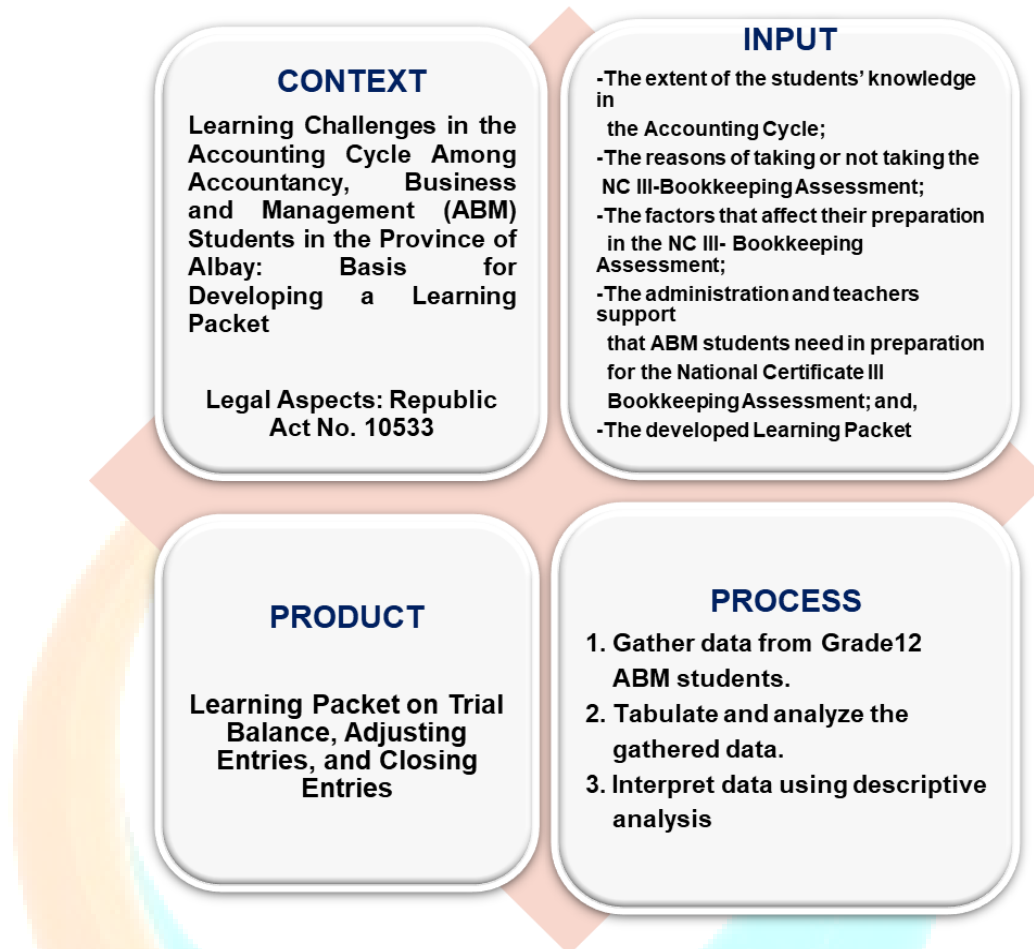 CONTEXT
Learning Challenges in the
Accounting Cycle Among
Accountancy, Business
and Management (ABM)
Students in the Province of
Albay: Basis for
Developing a Learning
Packet
Legal Aspects: Republic
Act No. 10533
INPUT
-The extent of the students’ knowledge
in
the Accounting Cycle;
-The reasons of taking or not taking the
NC III-Bookkeeping Assessment;
-The factors that affect their preparation
in the NC III- Bookkeeping
Assessment;
-The administration and teachers
support
that ABM students need in preparation
for the National Certificate III
Bookkeeping Assessment; and,
-The developed Learning Packet
PRODUCT
Learning Packet on Trial
Balance, Adjusting
Entries, and Closing
Entries
PROCESS
1. Gather data from Grade12
ABM students.
2. Tabulate and analyze the
gathered data.
3. Interpret data using descriptive
analysis